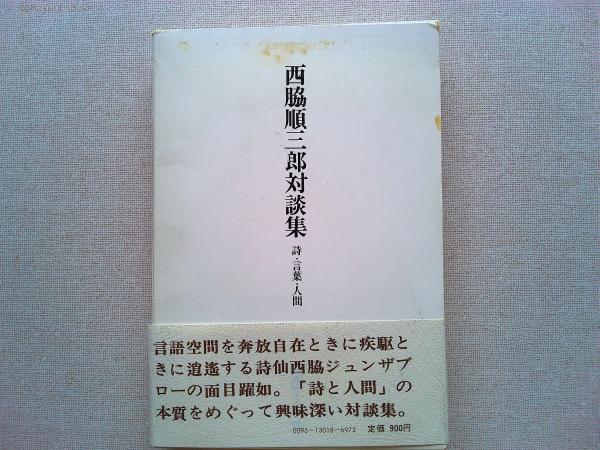 西脇順三郎対談集
詩・言葉・人間
言語空間を奔放自在ときに疾駆と
きに逍遙する詩仙西脇ジュンザブ
ローの面目躍如。「詩と人間」の
本質をめぐって興味深い対談集。
0095-13018-6973 定価 900円